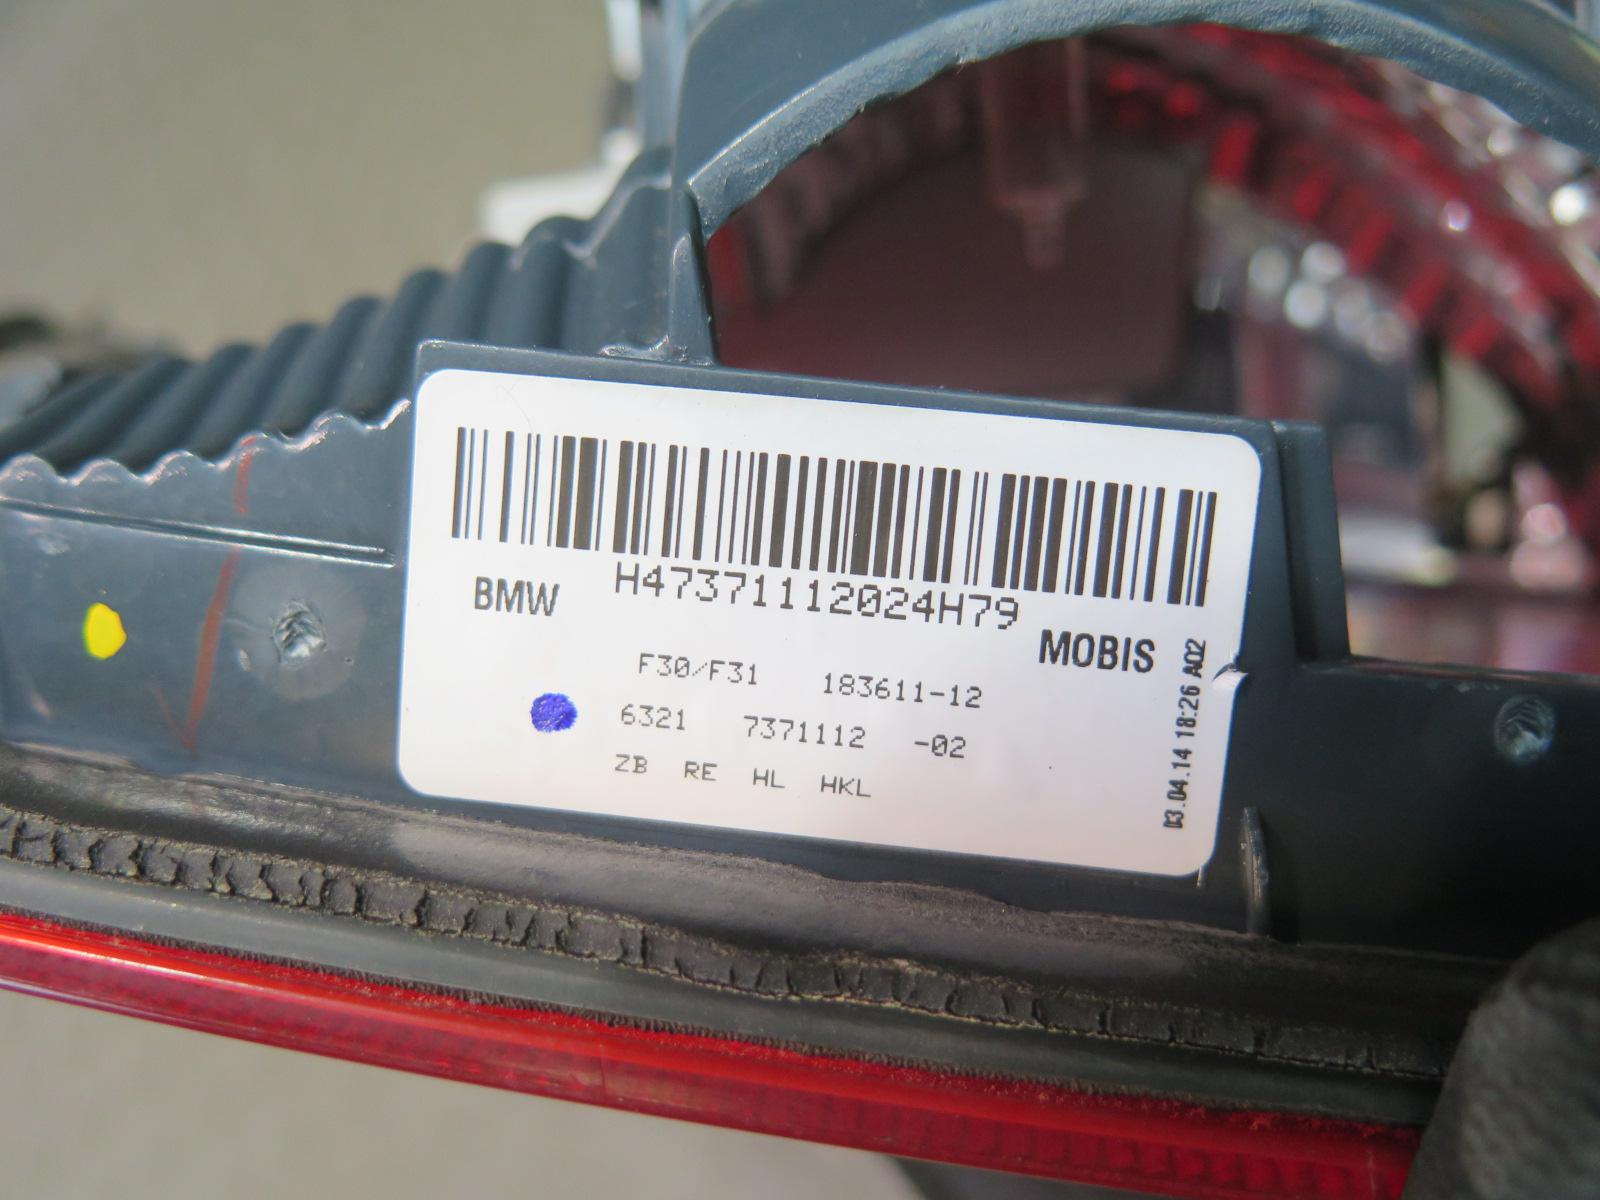 H47371112024H79
BMW
MOBIS
F30/F31 183611-12
6321 7371112 -02
ZB RE HL HKL
03.04.14 18:26 A02